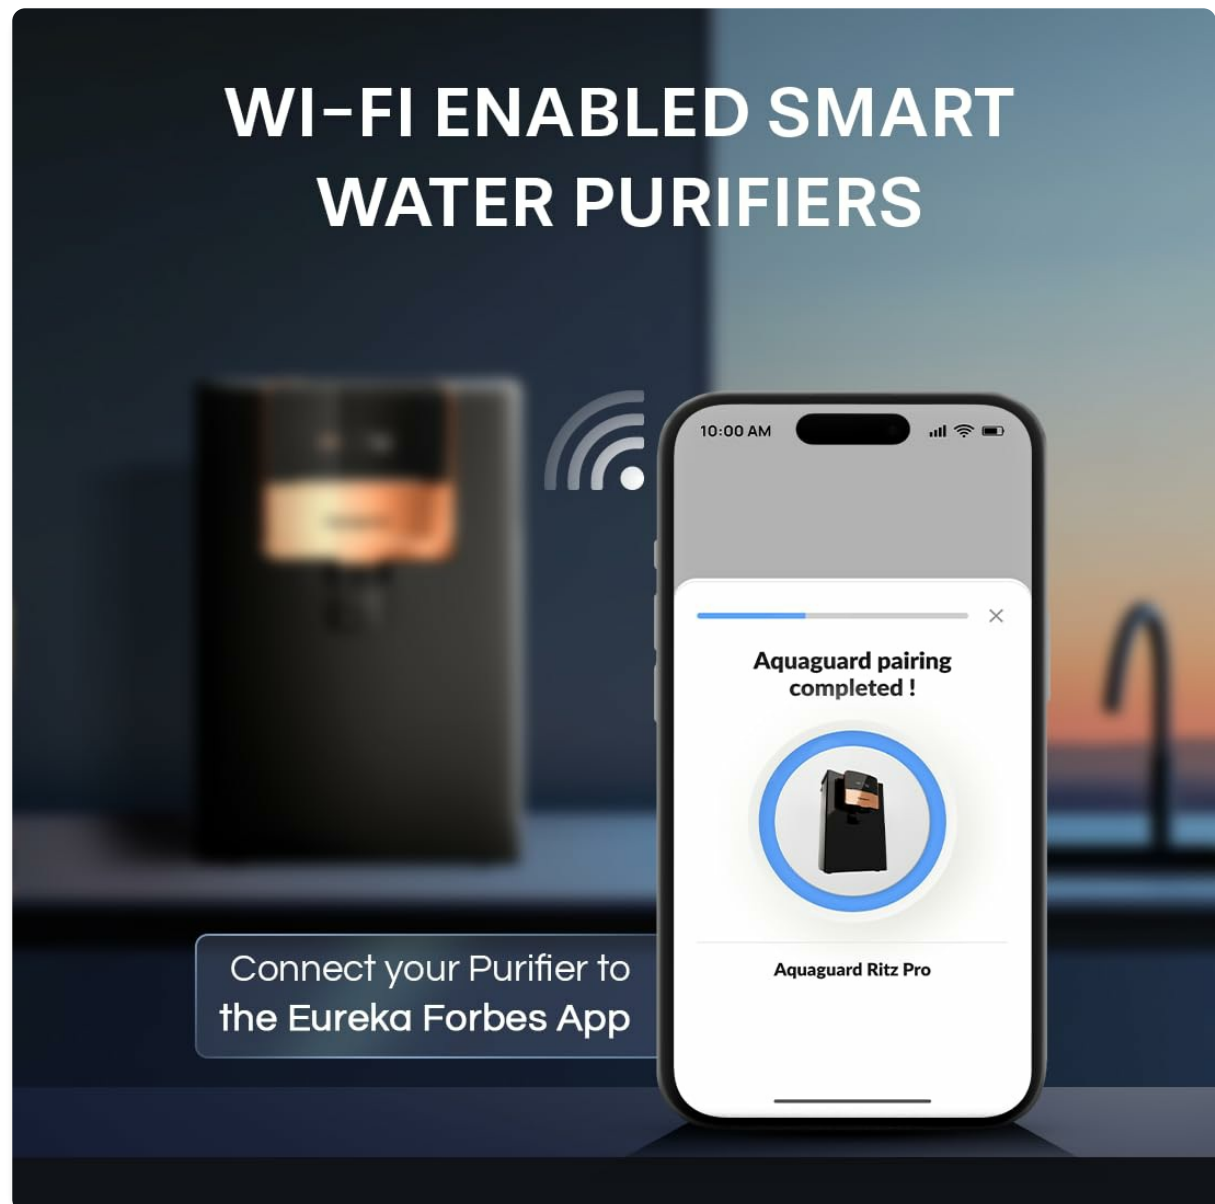 WI-FI ENABLED SMART
WATER PURIFIERS
10:00 AM
Aquaguard pairing
completed !
Aquaguard Ritz Pro
Connect your Purifier to
the Eureka Forbes App